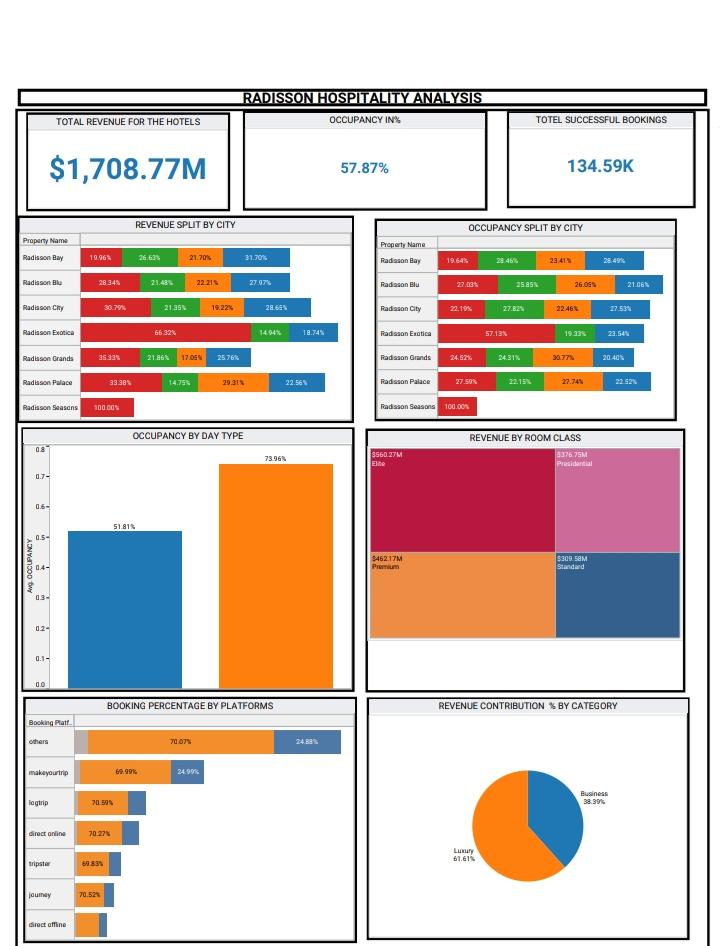 RADISSON HOSPITALITY ANALYSIS
TOTAL REVENUE FOR THE HOTELS
$1,708.77M
OCCUPANCY IN%
57.87%
TOTEL SUCCESSFUL BOOKINGS
134.59K
REVENUE SPLIT BY CITY
Property Name
Radisson Bay 19.96% 26.63% 21.70% 31.70%
Radisson Blu 28.34% 21.48% 22.21% 27.97%
Radisson City 30.79% 21.35% 19.22% 28.65%
Radisson Exotica 66.32% 14.94% 18.74%
Radisson Grands 35.33% 21.86% 17.05% 25.76%
Radisson Palace 33.38% 14.75% 29.31% 22.56%
Radisson Seasons 100.00%
OCCUPANCY SPLIT BY CITY
Property Name
Radisson Bay 19.64% 28.46% 23.41% 28.49%
Radisson Blu 27.03% 25.85% 26.05% 21.06%
Radisson City 22.19% 27.82% 22.46% 27.53%
Radisson Exotica 57.13% 19.33% 23.54%
Radisson Grands 24.52% 24.31% 30.77% 20.40%
Radisson Palace 27.59% 22.15% 27.74% 22.52%
Radisson Seasons 100.00%
OCCUPANCY BY DAY TYPE
Avg. OCCUPANCY
0.8
0.7
0.6
0.5
0.4
0.3
0.2
0.1
0.0
51.81%
73.96%
REVENUE BY ROOM CLASS
$560.27M
Elite
$376.75M
Presidential
$462.17M
Premium
$309.58M
Standard
BOOKING PERCENTAGE BY PLATFORMS
Booking Platf..
others 70.07% 24.88%
makeyourtrip 69.99% 24.99%
logtrip 70.59%
direct online 70.27%
tripster 69.83%
journey 70.52%
direct offline
REVENUE CONTRIBUTION % BY CATEGORY
Business
38.39%
Luxury
61.61%